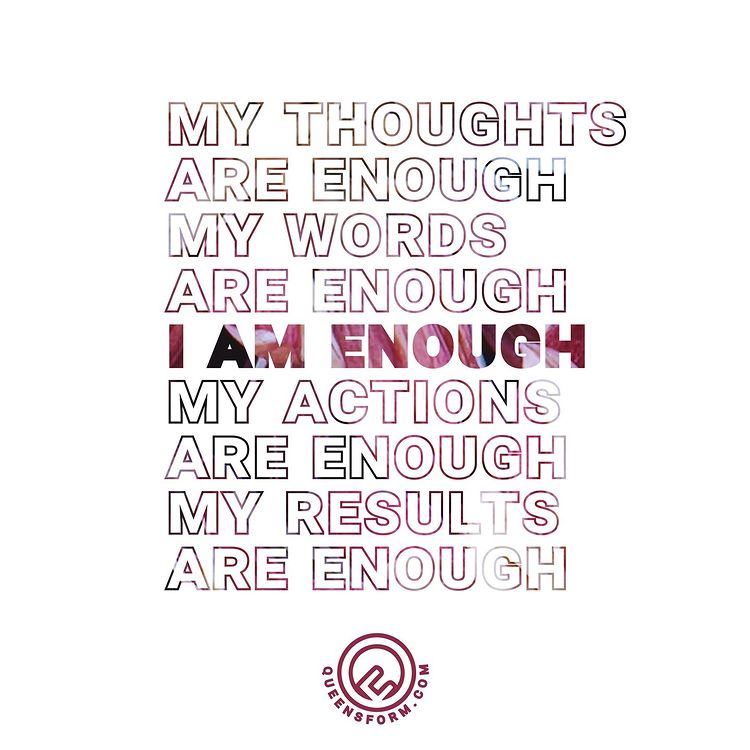 MY THOUGHTS
ARE ENOUGH
MY WORDS
ARE ENOUGH
I AM ENOUGH
MY ACTIONS
ARE ENOUGH
MY RESULTS
ARE ENOUGH
QUEENSFORM.COM